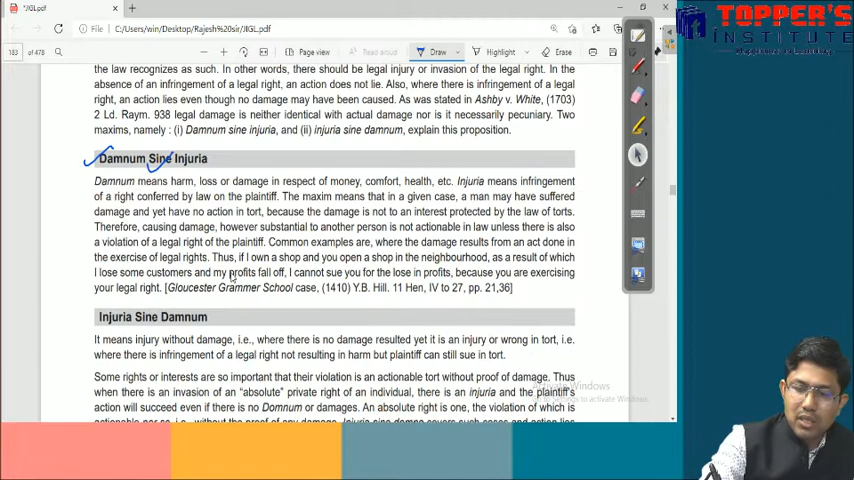 *JIGL.pdf
File
C:/Users/win/Desktop/Rajesh%20sir/JIGL.pdf
183 of 478
Page view
Read aloud
Draw
Highlight
Erase
TOPPER'S
INSTITUTE
the law recognizes as such. In other words, there should be legal injury or invasion of the legal right. In the
absence of an infringement of a legal right, an action does not lie. Also, where there is infringement of a legal
right, an action lies even though no damage may have been caused. As was stated in Ashby v. White, (1703)
2 Ld. Raym. 938 legal damage is neither identical with actual damage nor is it necessarily pecuniary. Two
maxims, namely : (i) Damnum sine injuria, and (ii) injuria sine damnum, explain this proposition.
Damnum Sine Injuria
Damnum means harm, loss or damage in respect of money, comfort, health, etc. Injuria means infringement
of a right conferred by law on the plaintiff. The maxim means that in a given case, a man may have suffered
damage and yet have no action in tort, because the damage is not to an interest protected by the law of torts.
Therefore, causing damage, however substantial to another person is not actionable in law unless there is also
a violation of a legal right of the plaintiff. Common examples are, where the damage results from an act done in
the exercise of legal rights. Thus, if I own a shop and you open a shop in the neighbourhood, as a result of which
I lose some customers and my profits fall off, I cannot sue you for the lose in profits, because you are exercising
your legal right. [Gloucester Grammer School case, (1410) Y.B. Hill. 11 Hen, IV to 27, pp. 21,36]
Injuria Sine Damnum
It means injury without damage, i.e., where there is no damage resulted yet it is an injury or wrong in tort, i.e.
where there is infringement of a legal right not resulting in harm but plaintiff can still sue in tort.
Some rights or interests are so important that their violation is an actionable tort without proof of damage. Thus
when there is an invasion of an "absolute" private right of an individual, there is an injuria and the plaintiff's
action will succeed even if there is no Domnum or damages. An absolute right is one, the violation of which is
actionable per se, i.e., without the proof of any damage. Injuria sine damno covers such cases and action lies
Activate Windows
Go to Settings to activate Windows.